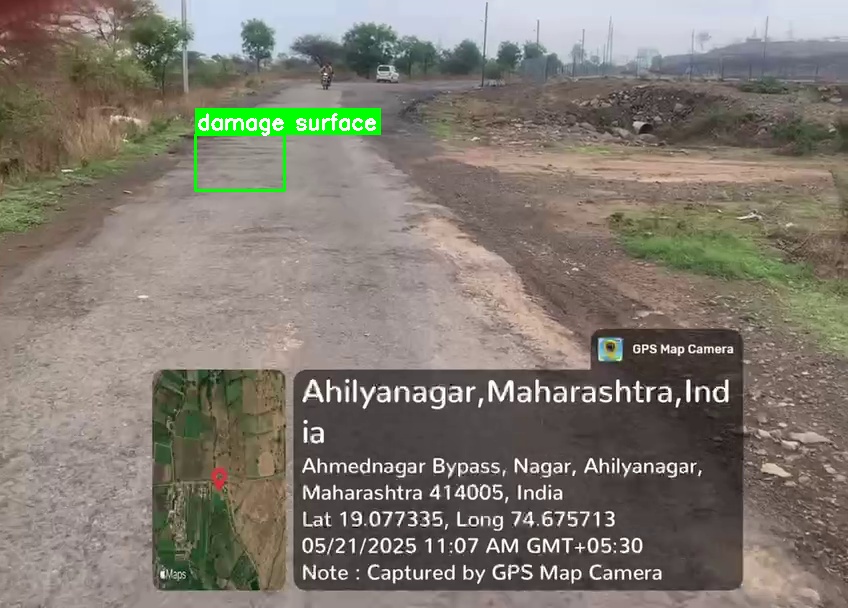 damage surface
GPS Map Camera
Ahilyanagar,Maharashtra,Ind
ia
Ahmednagar Bypass, Nagar, Ahilyanagar,
Maharashtra 414005, India
Lat 19.077335, Long 74.675713
05/21/2025 11:07 AM GMT+05:30
Note : Captured by GPS Map Camera
Maps